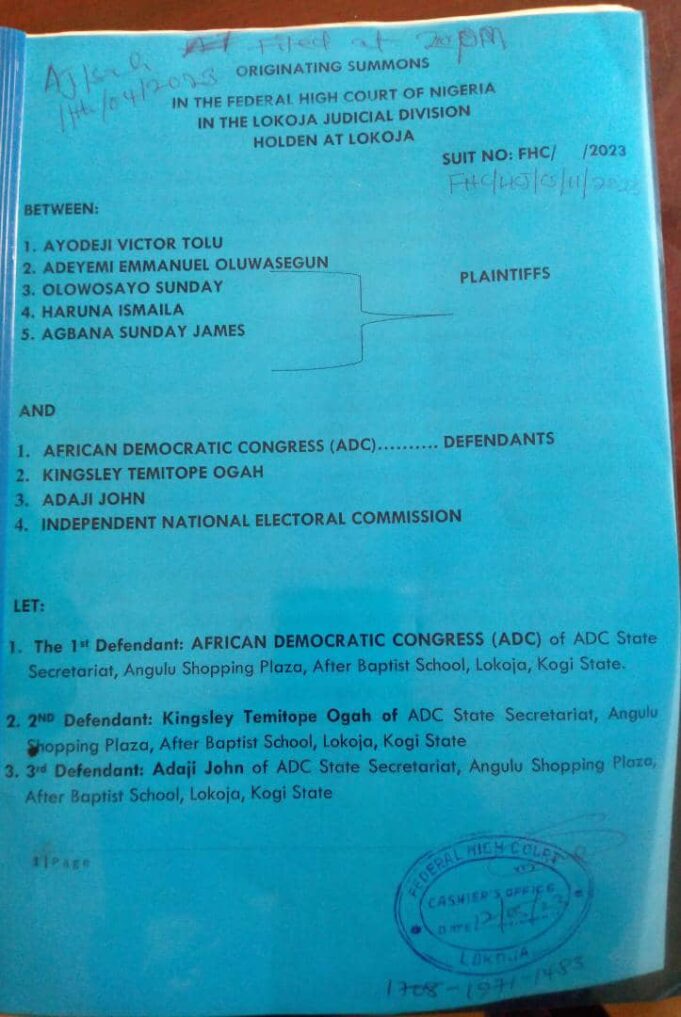 Filed at
ORIGINATING SUMMONS
IN THE FEDERAL HIGH COURT OF NIGERIA
IN THE LOKOJA JUDICIAL DIVISION
HOLDEN AT LOKOJA
SUIT NO: FHC/ /2023
BETWEEN:
1. AYODEJI VICTOR TOLU
2. ADEYEMI EMMANUEL OLUWASEGUN
3. OLOWOSAYO SUNDAY
PLAINTIFFS
4. HARUNA ISMAILA
5. AGBANA SUNDAY JAMES
AND
1. AFRICAN DEMOCRATIC CONGRESS (ADC).......... DEFENDANTS
2. KINGSLEY TEMITOPE OGAH
3. ADAJI JOHN
4. INDEPENDENT NATIONAL ELECTORAL COMMISSION
LET:
1. The 1st Defendant: AFRICAN DEMOCRATIC CONGRESS (ADC) of ADC State
Secretariat, Angulu Shopping Plaza, After Baptist School, Lokoja, Kogi State.
2. 2ND Defendant: Kingsley Temitope Ogah of ADC State Secretariat, Angulu
Shopping Plaza, After Baptist School, Lokoja, Kogi State
3. 3rd Defendant: Adaji John of ADC State Secretariat, Angulu Shopping Plaza,
After Baptist School, Lokoja, Kogi State
1|Page
FEDERAL HIGH COURT
CASHIER'S OFFICE
DATE
LOKOJA